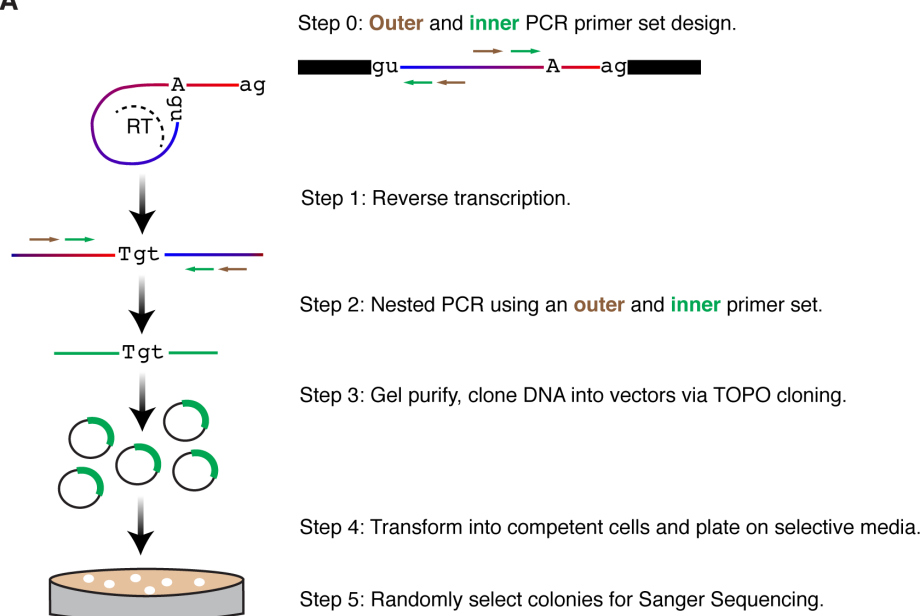 A
Step 0: Outer and inner PCR primer set design.
gu A ag
A ag
gu
RT
Step 1: Reverse transcription.
Tgt
Step 2: Nested PCR using an outer and inner primer set.
Tgt
Step 3: Gel purify, clone DNA into vectors via TOPO cloning.
Step 4: Transform into competent cells and plate on selective media.
Step 5: Randomly select colonies for Sanger Sequencing.